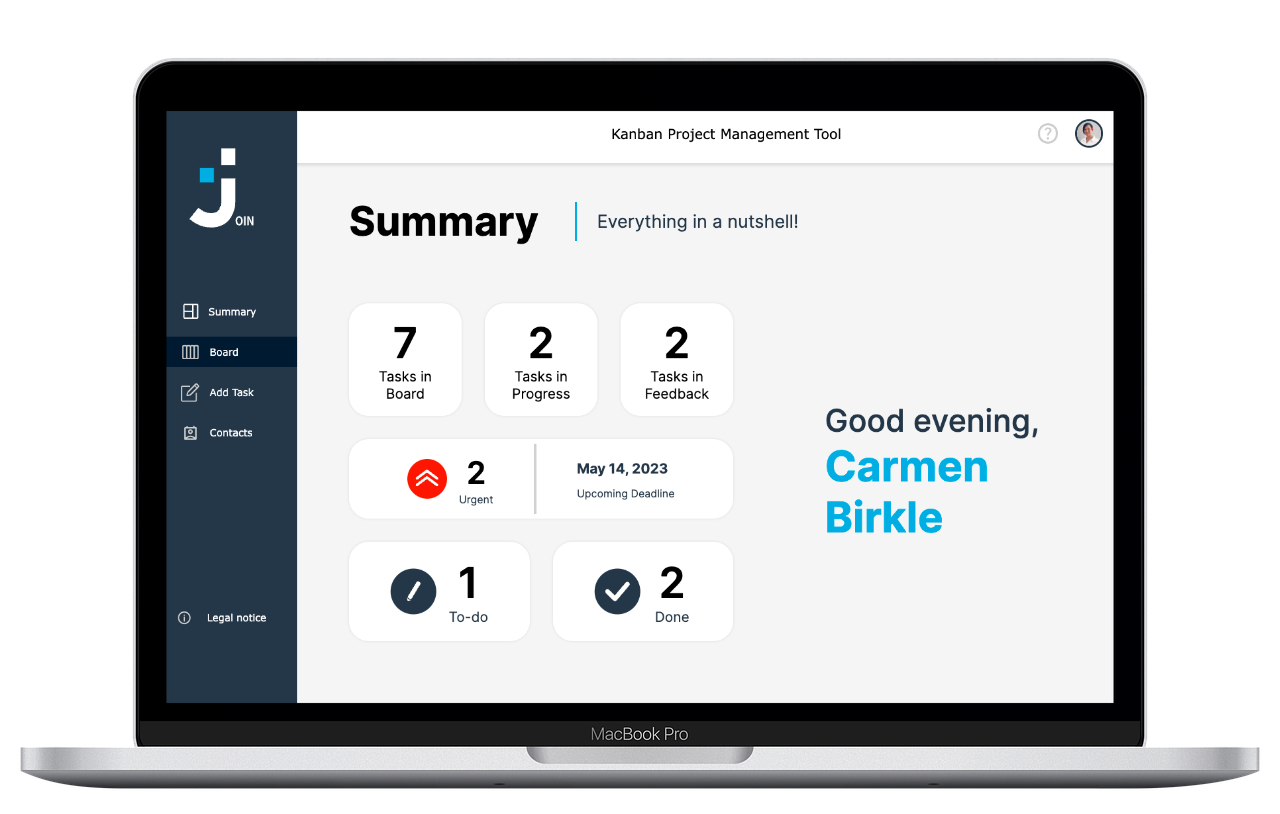 Kanban Project Management Tool
?
JOIN
Summary
Everything in a nutshell!
Summary
Board
Add Task
Contacts
Legal notice
7
Tasks in
Board
2
Tasks in
Progress
2
Tasks in
Feedback
2
Urgent
May 14, 2023
Upcoming Deadline
1
To-do
2
Done
Good evening,
Carmen
Birkle
MacBook Pro